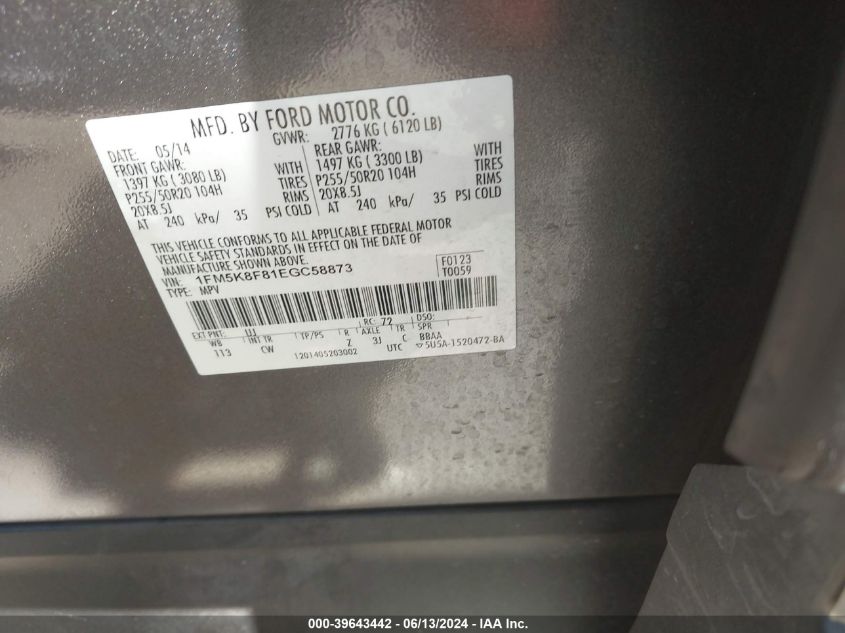 MFD. BY FORD MOTOR CO.
DATE: 05/14 GVWR: 2776 KG ( 6120 LB)
FRONT GAWR: REAR GAWR:
1397 KG ( 3080 LB) WITH 1497 KG ( 3300 LB) WITH
P255/50R20 104H TIRES P255/50R20 104H TIRES
20X8.5J RIMS 20X8.5J RIMS
AT 240 kPa/ 35 PSI COLD AT 240 kPa/ 35 PSI COLD
THIS VEHICLE CONFORMS TO ALL APPLICABLE FEDERAL MOTOR
VEHICLE SAFETY STANDARDS IN EFFECT ON THE DATE OF
MANUFACTURE SHOWN ABOVE.
VIN: 1FM5K8F81EGC58873 F0123
TYPE: MPV T0059
EXT PNT: UJ RC: 72 DSO:
WB INT TR TP/PS R AXLE TR SPR
113 CW Z 3J C BBAA
1201405203002 UTC 5U5A-1520472-BA
000-39643442 - 06/13/2024 - IAA Inc.